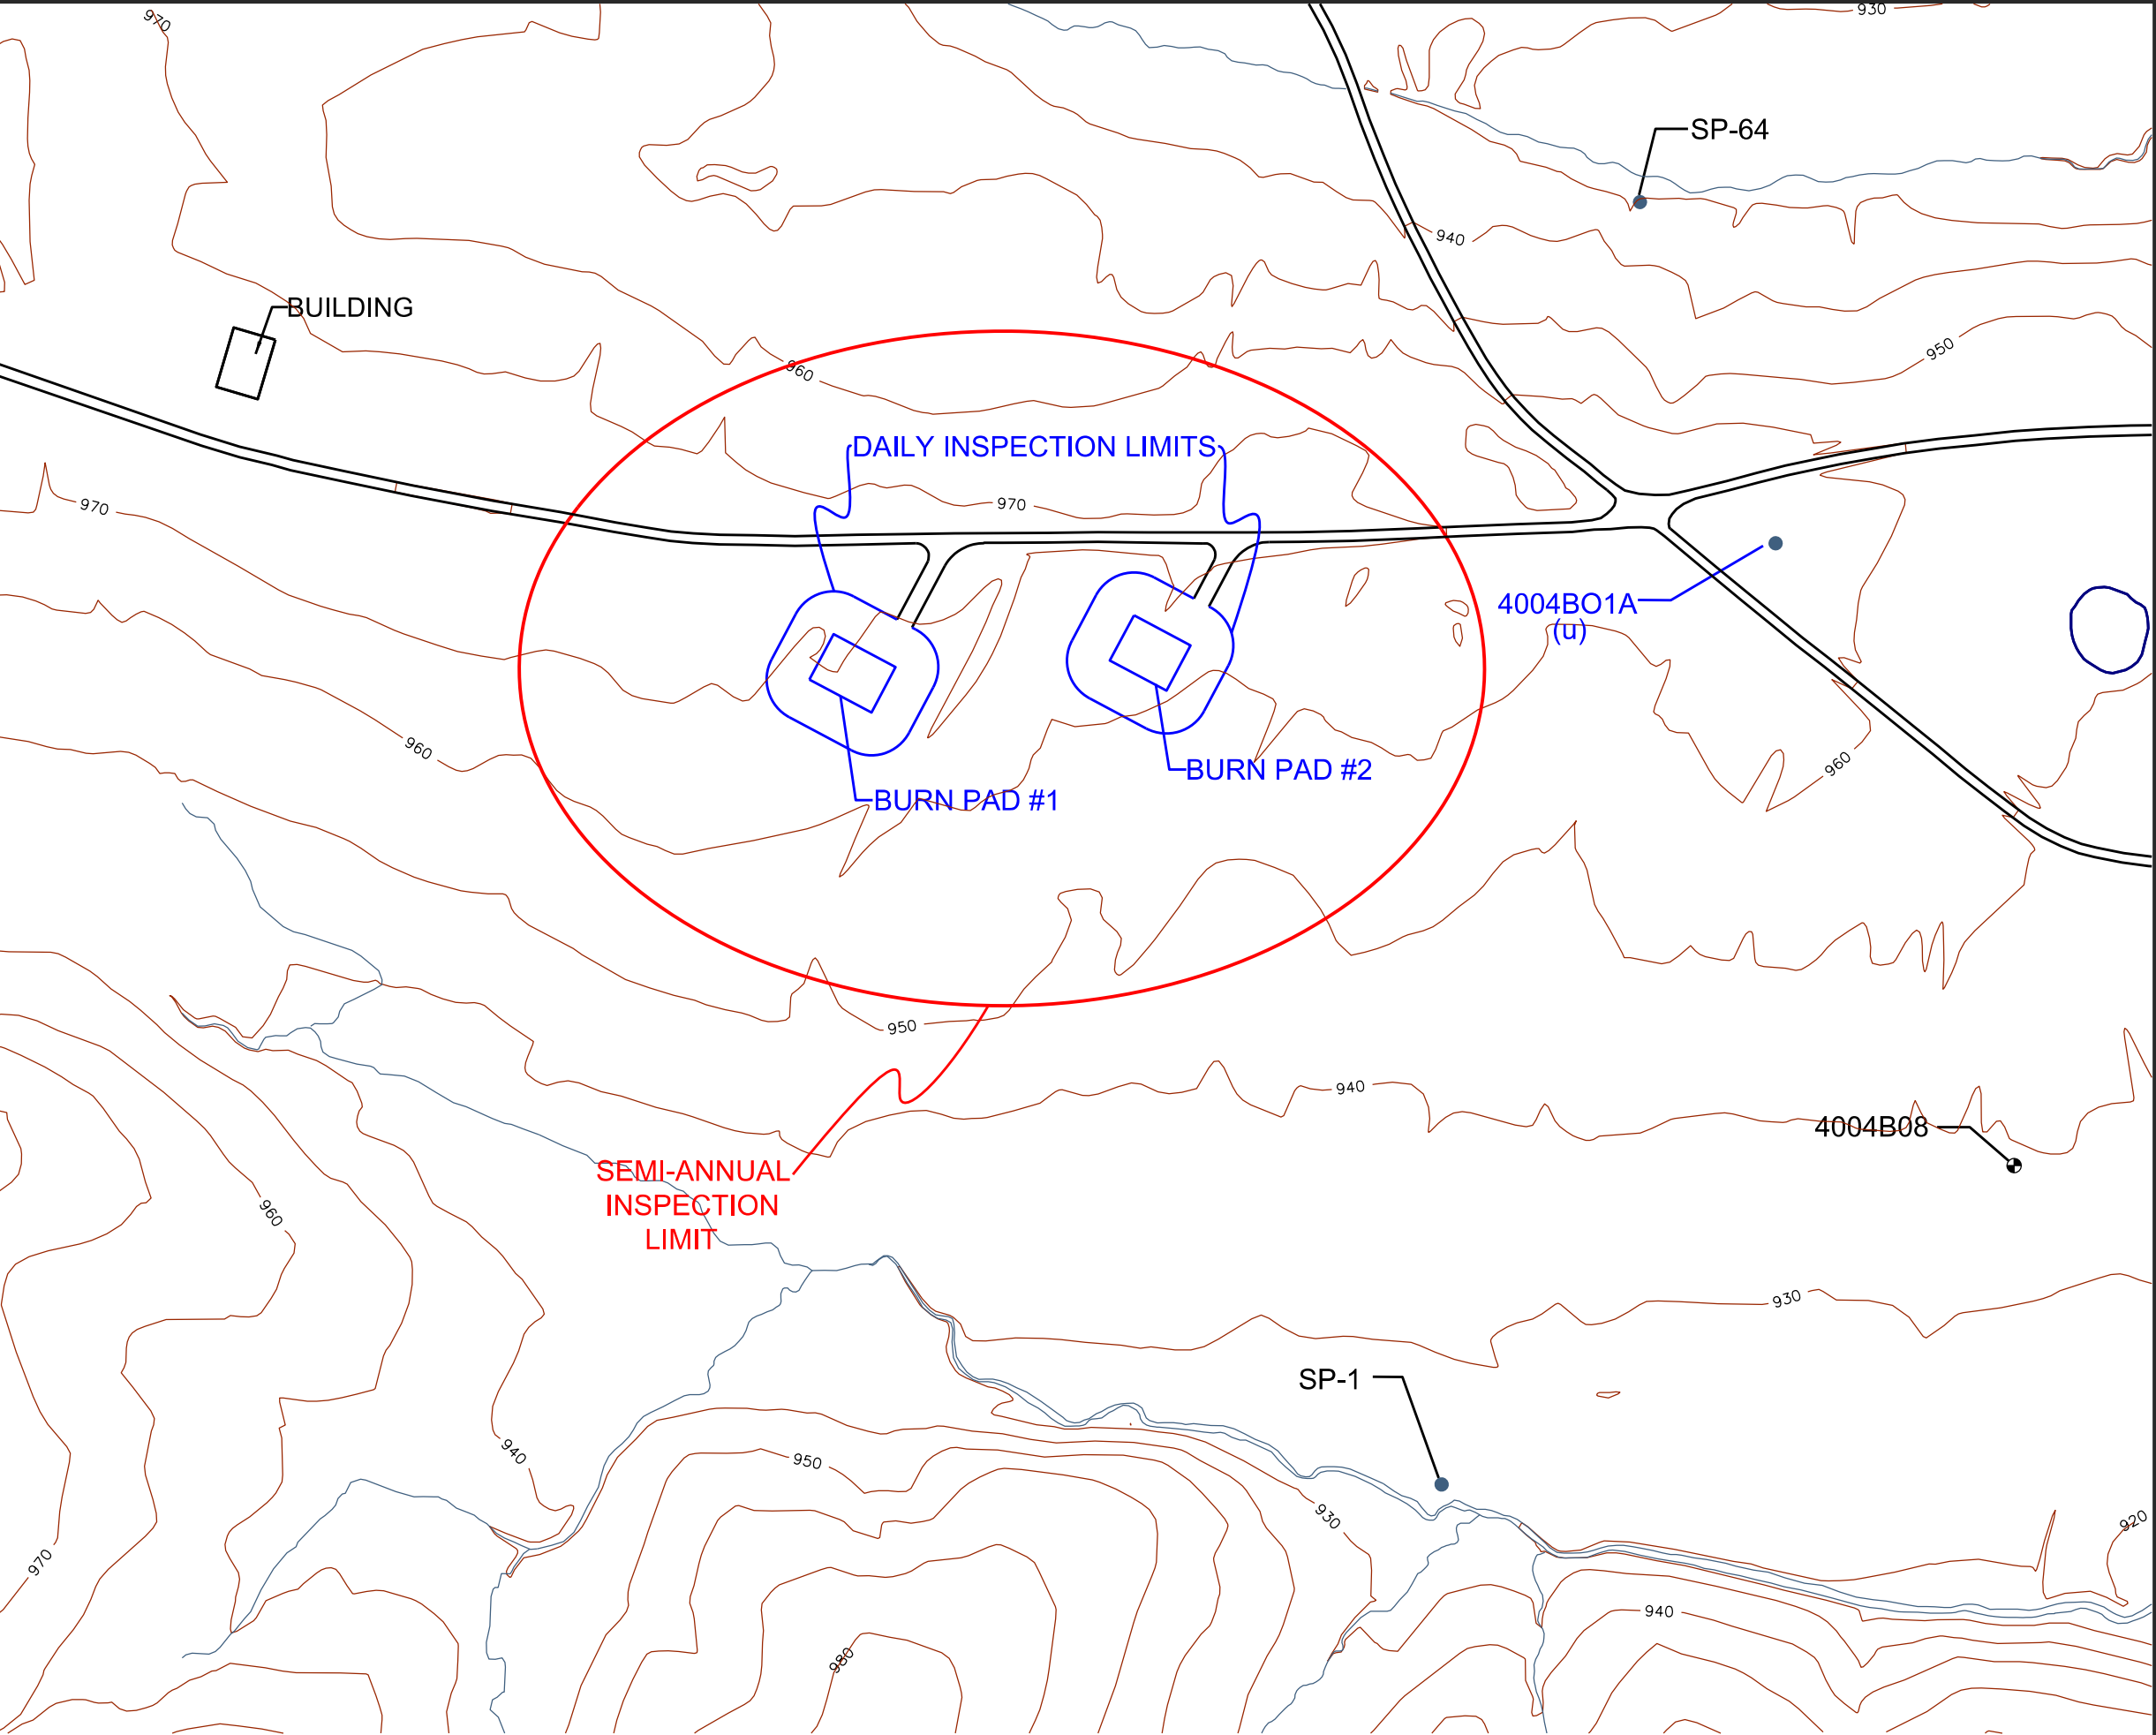 970
930
SP-64
940
BUILDING
950
960
DAILY INSPECTION LIMITS
970
970
4004BO1A
(u)
960
960
BURN PAD #2
BURN PAD #1
950
940
4004B08
SEMI-ANNUAL
INSPECTION
LIMIT
960
930
SP-1
940
950
930
920
970
940
980